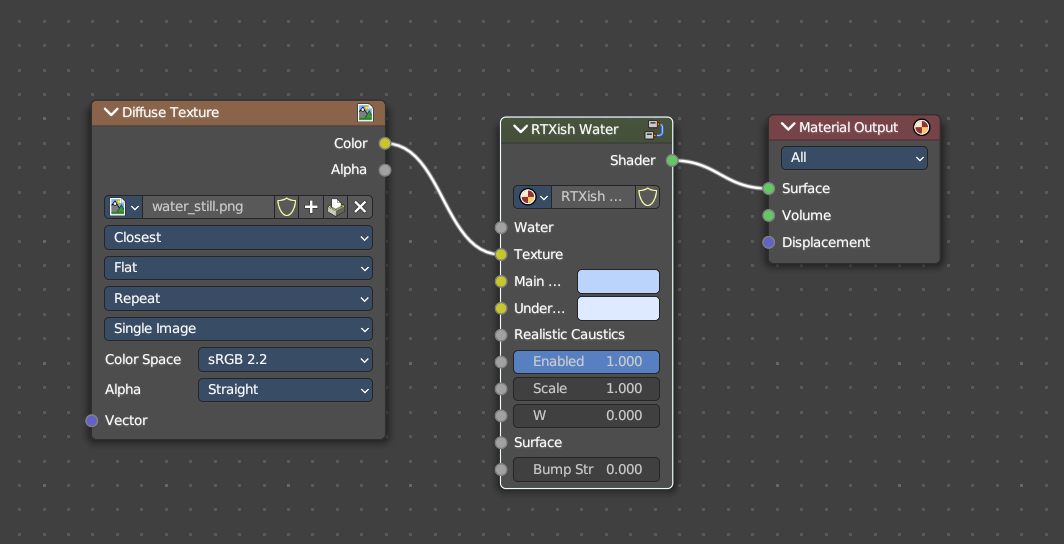 Diffuse Texture
Color
Alpha
water_still.png
Closest
Flat
Repeat
Single Image
Color Space sRGB 2.2
Alpha Straight
Vector
RTXish Water
Shader
RTXish ...
Water
Texture
Main ...
Under...
Realistic Caustics
Enabled 1.000
Scale 1.000
W 0.000
Surface
Bump Str 0.000
Material Output
All
Surface
Volume
Displacement